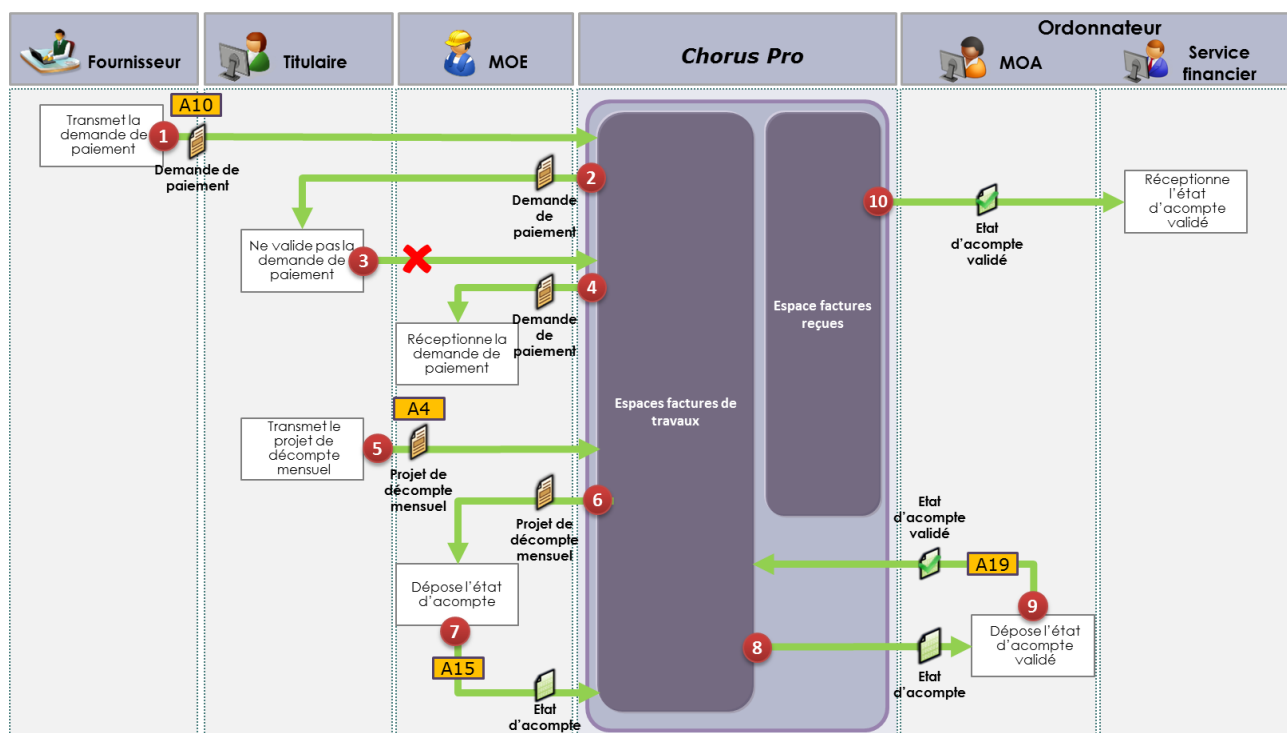 Fournisseur
Titulaire
MOE
Chorus Pro
Ordonnateur
MOA
Service
financier
A10
Transmet la
demande de
paiement
1
Demande de
paiement
2
Demande
de
paiement
Ne valide pas la
demande de
paiement
3
4
Demande
de
paiement
Réceptionne la
demande de
paiement
Espaces factures de
travaux
Espace factures
reçues
10
Etat
d'acompte
validé
Réceptionne
l'état
d'acompte
validé
A4
Transmet le
projet de
décompte
mensuel
5
Projet de
décompte
mensuel
6
Projet de
décompte
mensuel
Dépose l'état
d'acompte
7
A15
Etat
d'acompte
8
Etat
d'acompte
Etat
d'acompte
validé
A19
9
Dépose l'état
d'acompte
validé